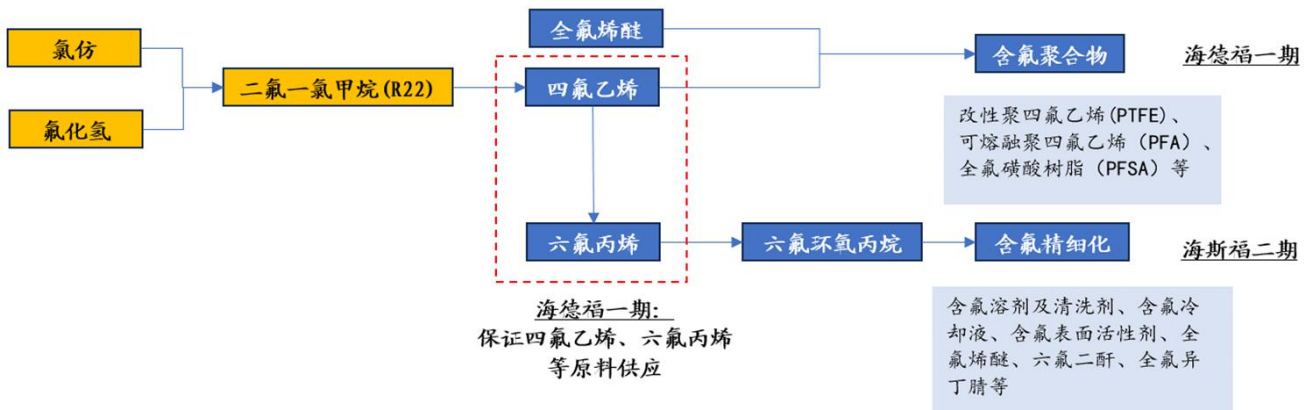 全氟烯醚
氯仿
含氟聚合物
海德福一期
二氟一氯甲烷(R22)
四氟乙烯
氟化氢
改性聚四氟乙烯(PTFE)、
可熔融聚四氟乙烯（PFA）、
全氟磺酸树脂（PFSA）等
六氟丙烯
六氟环氧丙烷
含氟精细化
海斯福二期
海德福一期:
保证四氟乙烯、六氟丙烯
等原料供应
含氟溶剂及清洗剂、含氟冷
却液、含氟表面活性剂、全
氟烯醚、六氟二酐、全氟异
丁腈等